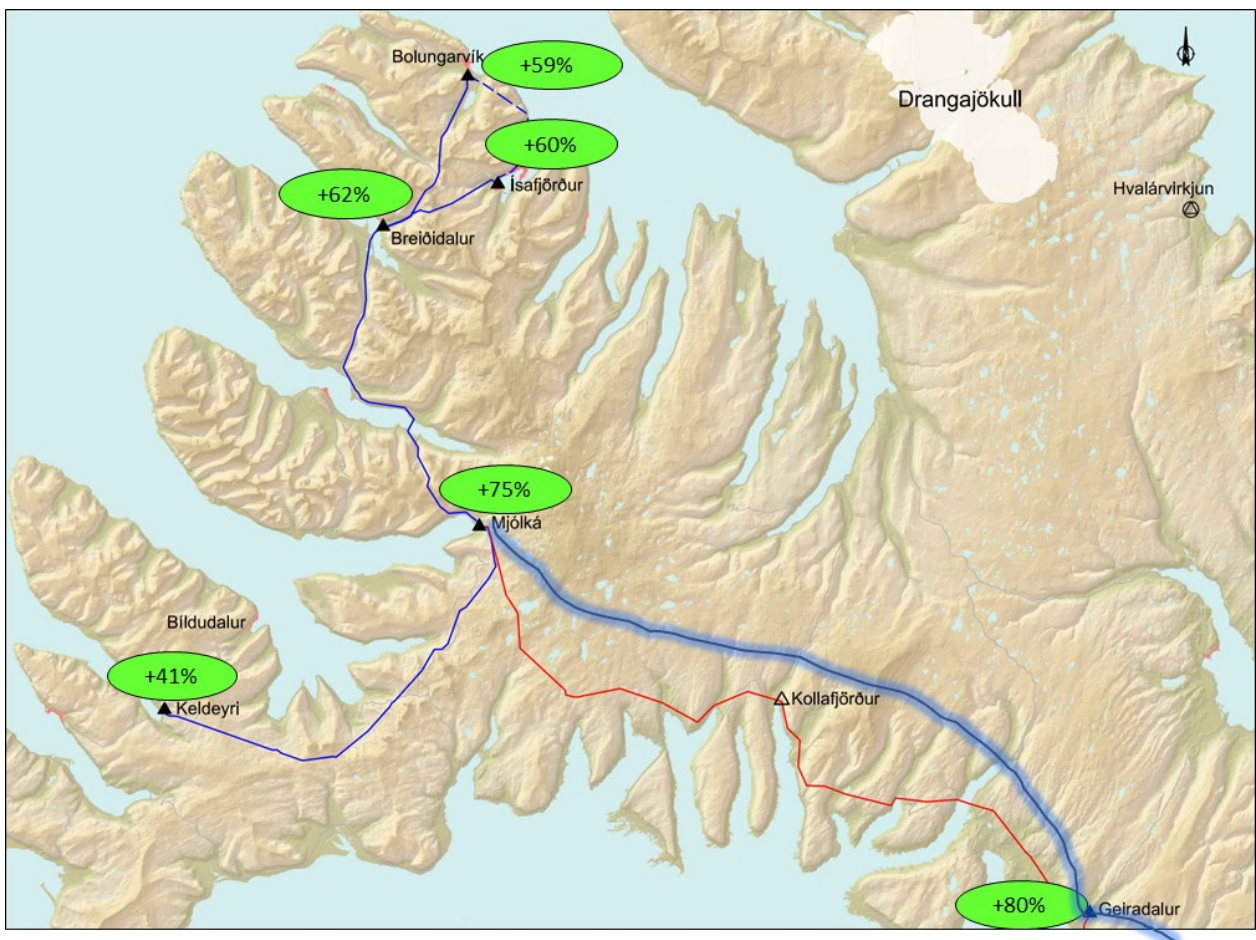 Bolungarvík
+59%
Drangajökull
+60%
Ísafjörður
+62%
Hvalárvirkjun
Breiðidalur
+75%
Mjólká
Bíldudalur
+41%
Keldeyri
Kollafjörður
+80%
Geiradalur